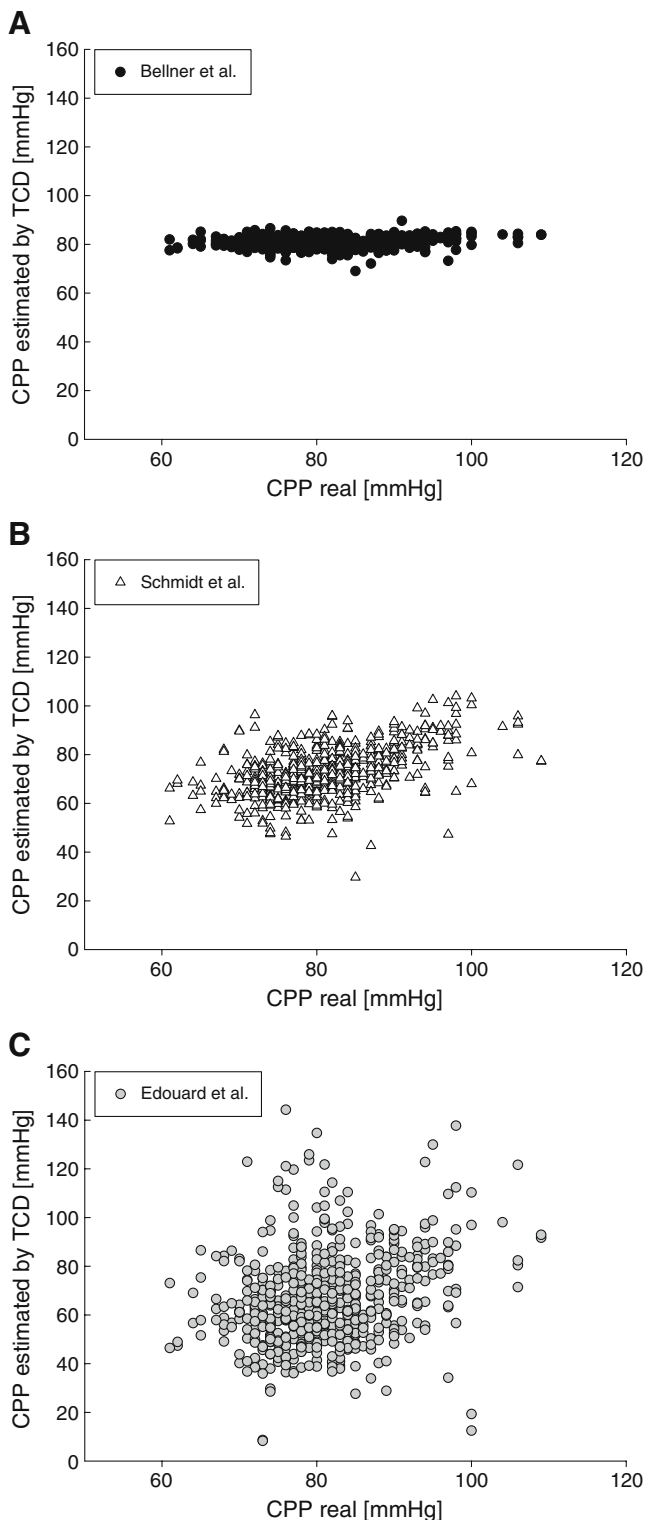 A
CPP estimated by TCD [mmHg]
160
140
120
100
80
60
40
20
0
Bellner et al.
60 80 100 120
CPP real [mmHg]
B
CPP estimated by TCD [mmHg]
160
140
120
100
80
60
40
20
0
Schmidt et al.
60 80 100 120
CPP real [mmHg]
C
CPP estimated by TCD [mmHg]
160
140
120
100
80
60
40
20
0
Edouard et al.
60 80 100 120
CPP real [mmHg]